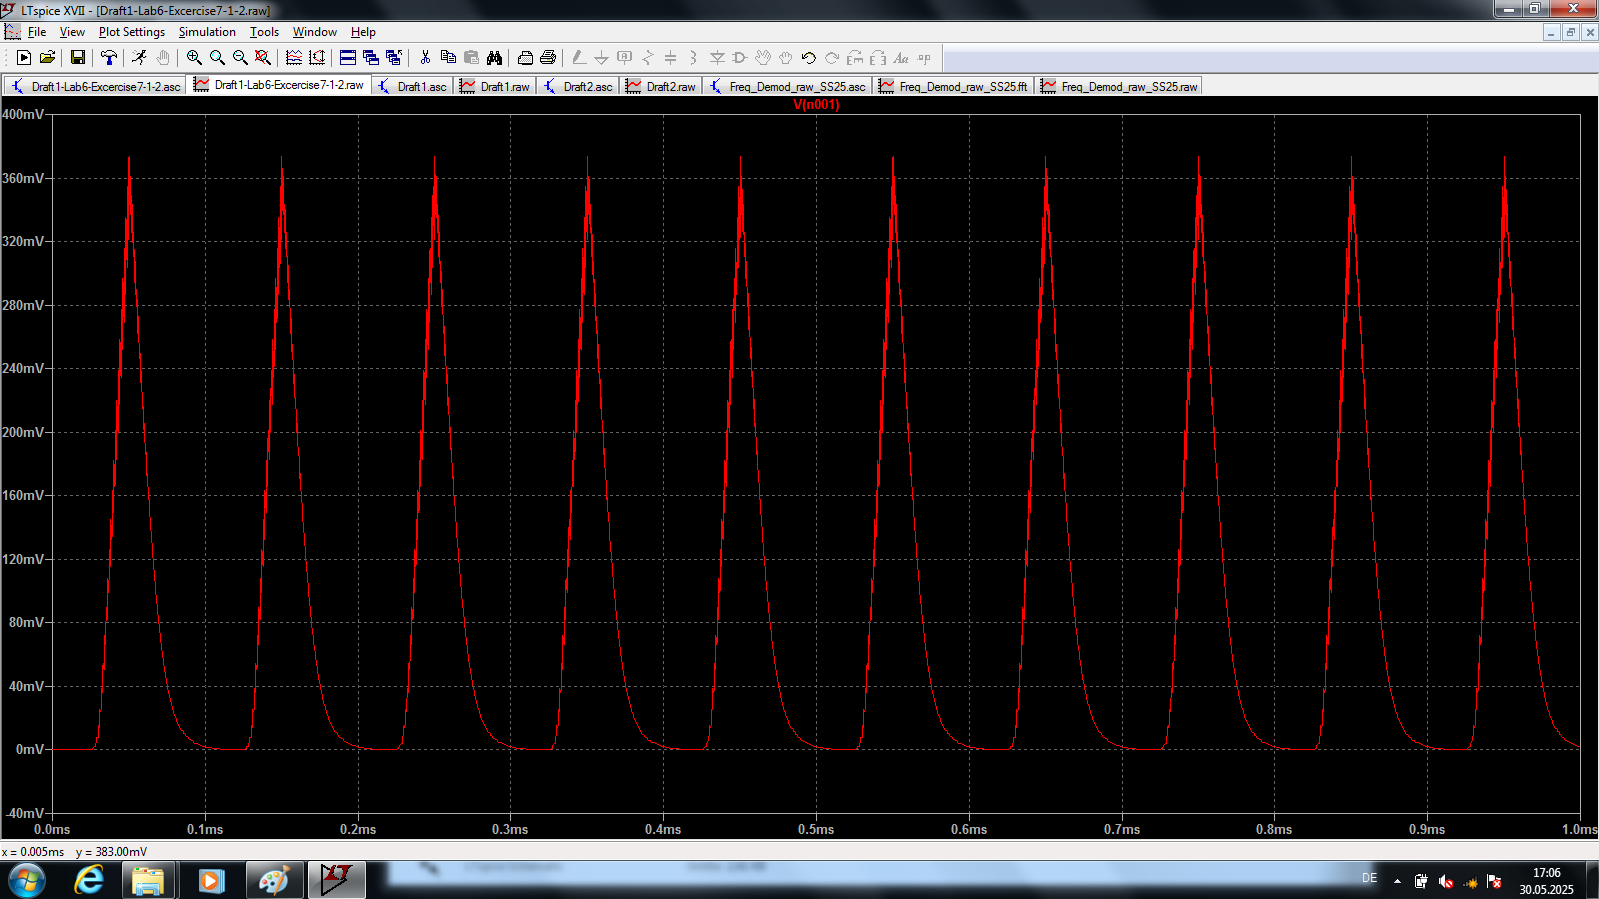 LTspice XVII - [Draft1-Lab6-Excercise7-1-2.raw]
File View Plot Settings Simulation Tools Window Help
Draft1-Lab6-Excercise7-1-2.asc Draft1-Lab6-Excercise7-1-2.raw Draft1.asc Draft1.raw Draft2.asc Draft2.raw Freq_Demod_raw_SS25.asc Freq_Demod_raw_SS25.fft Freq_Demod_raw_SS25.raw
V(n001)
400mV
360mV
320mV
280mV
240mV
200mV
160mV
120mV
80mV
40mV
0mV
-40mV
0.0ms 0.1ms 0.2ms 0.3ms 0.4ms 0.5ms 0.6ms 0.7ms 0.8ms 0.9ms 1.0ms
x = 0.005ms y = 383.00mV
DE
17:06
30.05.2025